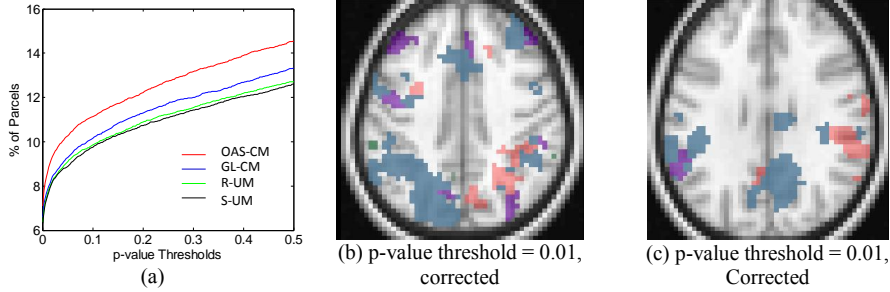 16
14
12
10
8
6
% of Parcels
OAS-CM
GL-CM
R-UM
S-UM
0 0.1 0.2 0.3 0.4 0.5
p-value Thresholds
(a)
(b) p-value threshold = 0.01,
corrected
(c) p-value threshold = 0.01,
Corrected